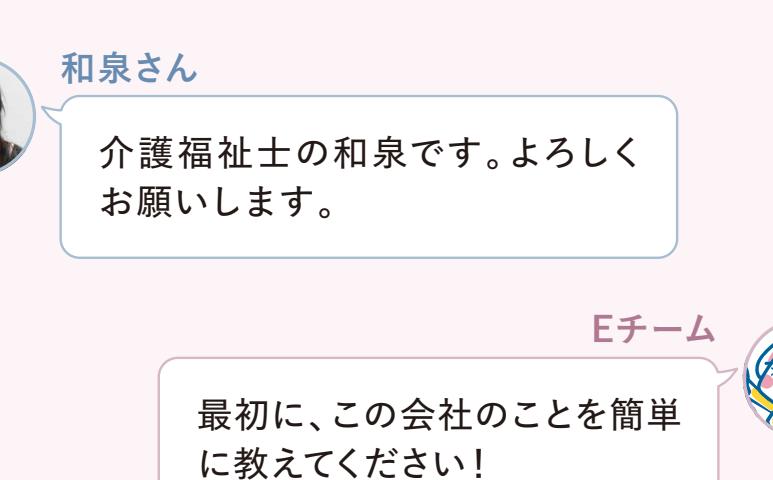 和泉さん
介護福祉士の和泉です。よろしく
お願いします。
Eチーム
最初に、この会社のことを簡単
に教えてください！